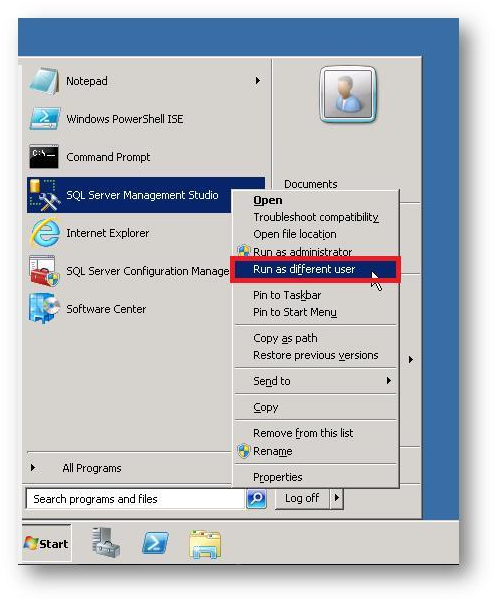 Notepad
Windows PowerShell ISE
C:\
Command Prompt
SQL Server Management Studio
Internet Explorer
SQL Server Configuration Manage
Software Center
All Programs
Search programs and files
Documents
Open
Troubleshoot compatibility
Open file location
Run as administrator
Run as different user
Pin to Taskbar
Pin to Start Menu
Copy as path
Restore previous versions
Send to
Copy
Remove from this list
Rename
Properties
Log off
Start